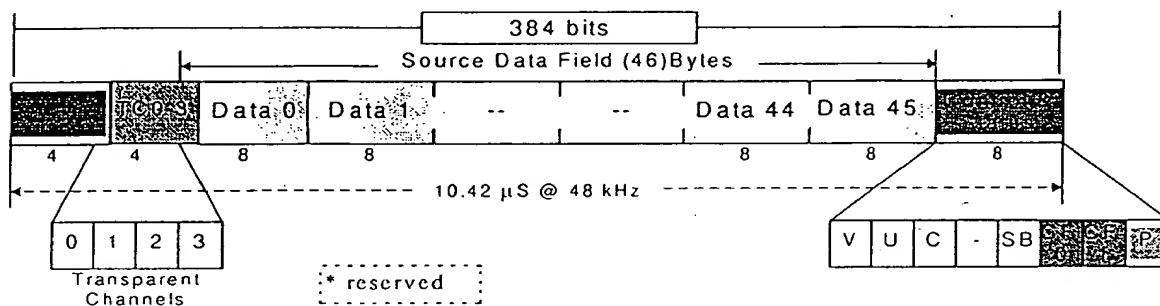 384 bits
Source Data Field (46)Bytes
Data 0 Data 1 -- -- Data 44 Data 45
4 4 8 8 8 8 8
10.42 µS @ 48 kHz
0 1 2 3
V U C - SB P
Transparent
Channels
* reserved